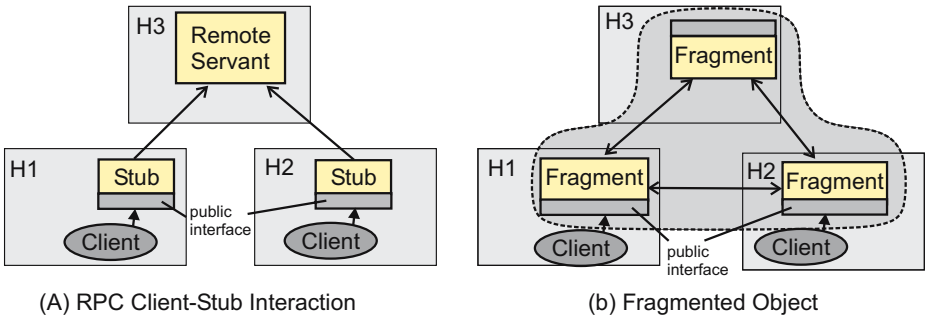 H3
Remote
Servant
H1
Stub
H2
Stub
public
interface
Client
Client
(A) RPC Client-Stub Interaction
H3
Fragment
H1
Fragment
H2
Fragment
public
interface
Client
Client
(b) Fragmented Object